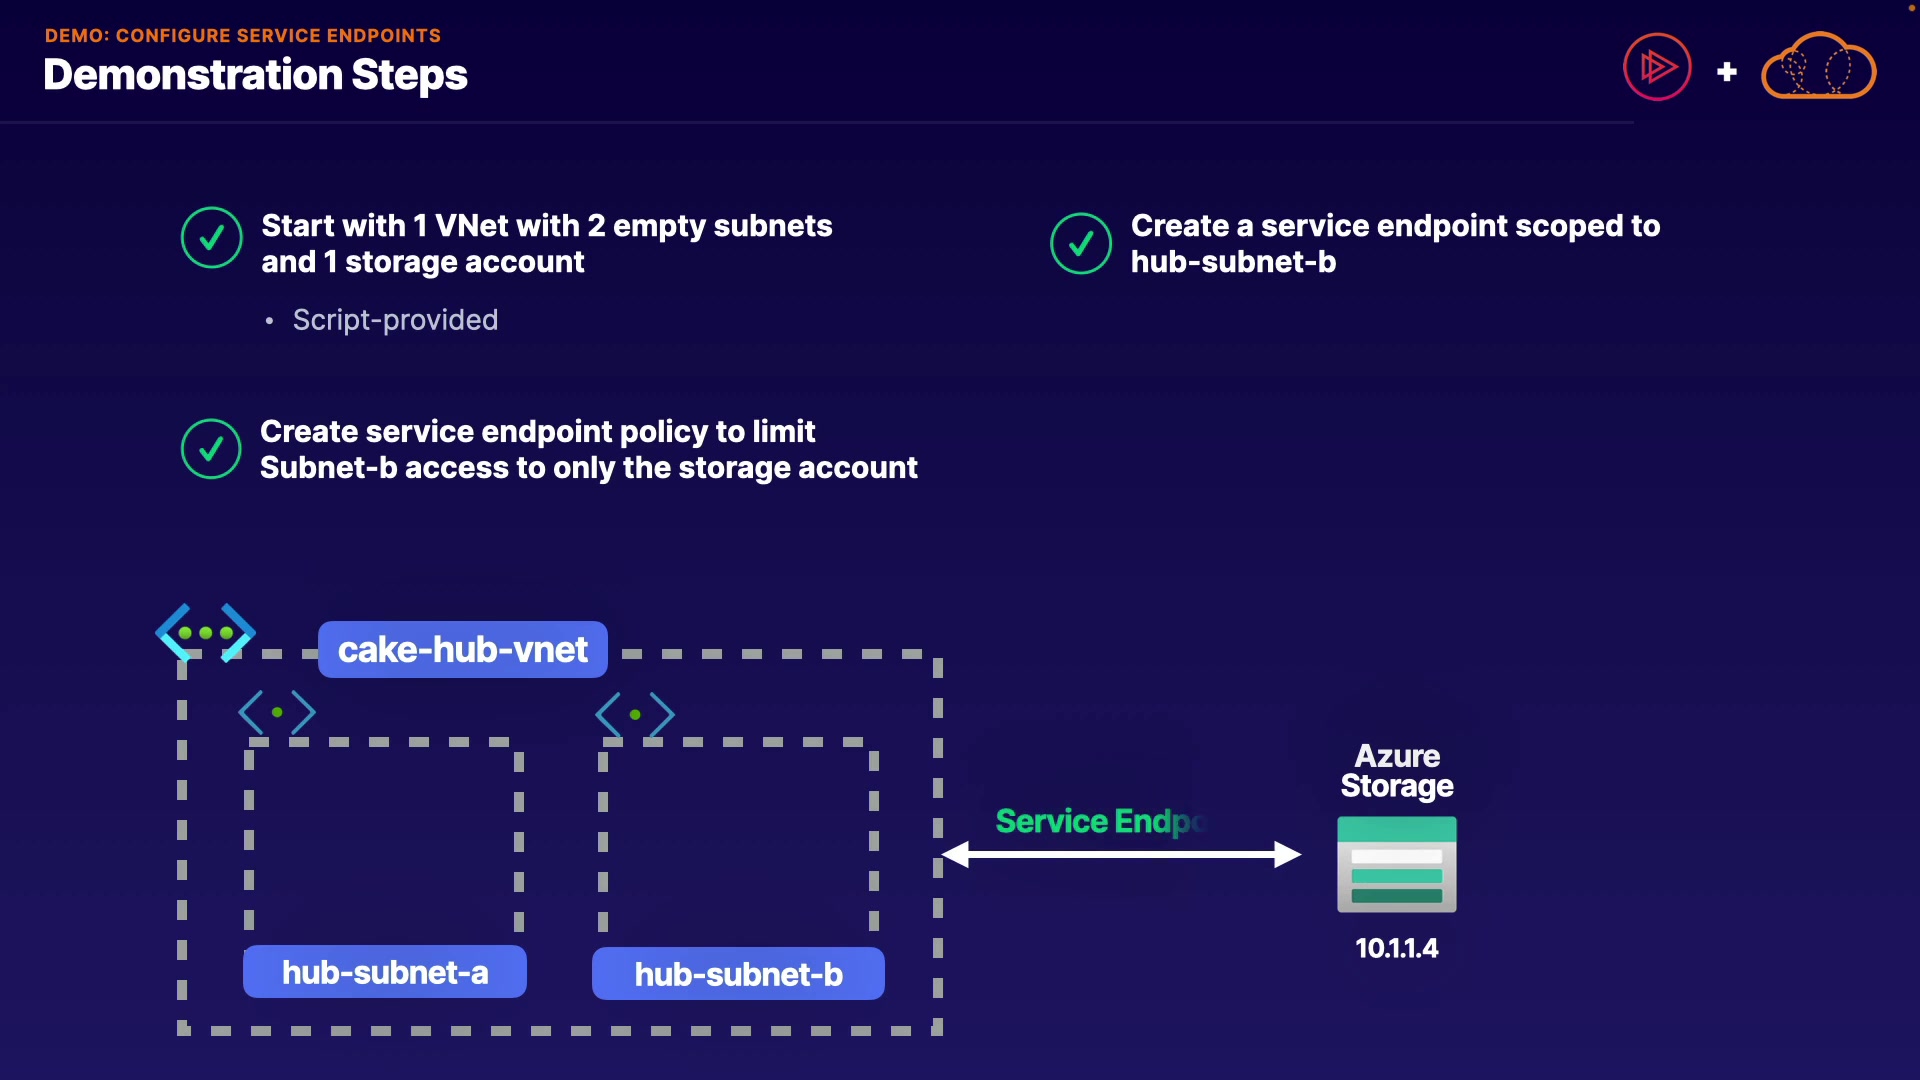 DEMO: CONFIGURE SERVICE ENDPOINTS
Demonstration Steps
Start with 1 VNet with 2 empty subnets
and 1 storage account
• Script-provided
Create a service endpoint scoped to
hub-subnet-b
Create service endpoint policy to limit
Subnet-b access to only the storage account
cake-hub-vnet
hub-subnet-a
hub-subnet-b
Service Endpo
Azure
Storage
10.1.1.4